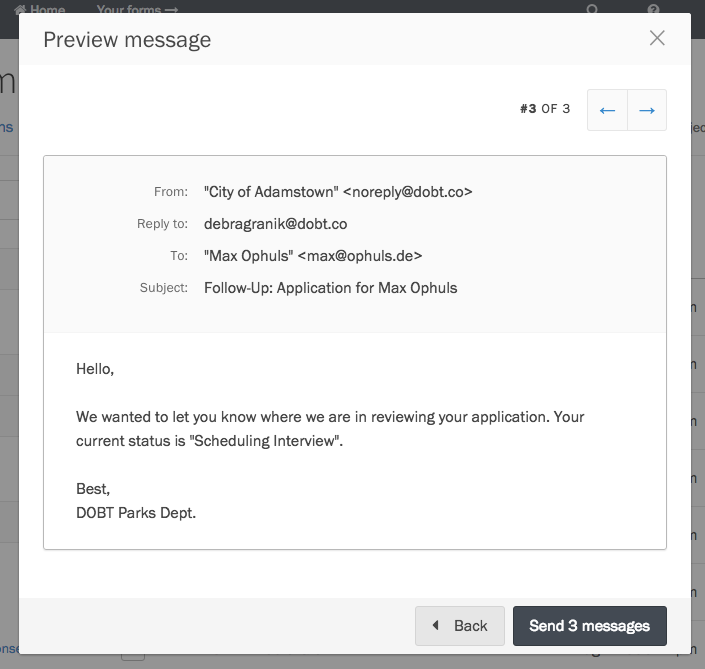 Home Your forms →
Preview message
#3 OF 3
← →
From: "City of Adamstown" <noreply@dobt.co>
Reply to: debragranik@dobt.co
To: "Max Ophuls" <max@ophuls.de>
Subject: Follow-Up: Application for Max Ophuls
Hello,
We wanted to let you know where we are in reviewing your application. Your
current status is "Scheduling Interview".
Best,
DOBT Parks Dept.
Back
Send 3 messages